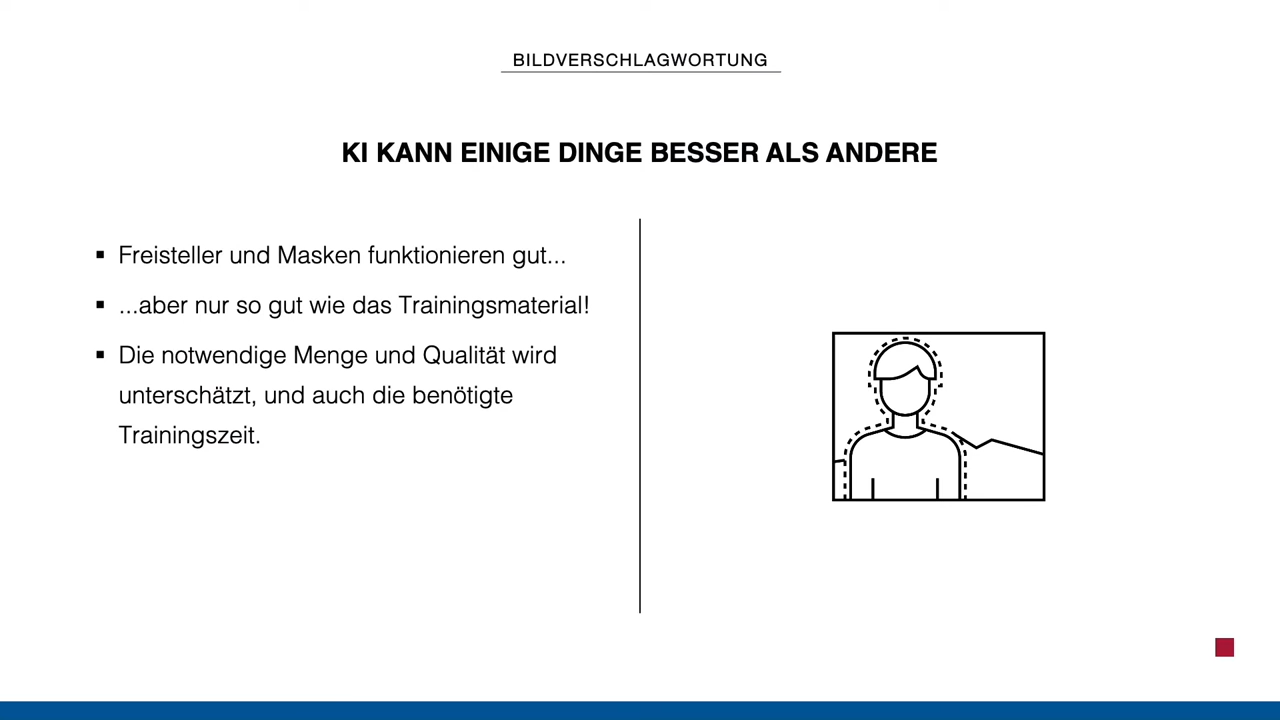 BILDVERSCHLAGWORTUNG
KI KANN EINIGE DINGE BESSER ALS ANDERE
▪ Freisteller und Masken funktionieren gut...
▪ ...aber nur so gut wie das Trainingsmaterial!
▪ Die notwendige Menge und Qualität wird
unterschätzt, und auch die benötigte
Trainingszeit.